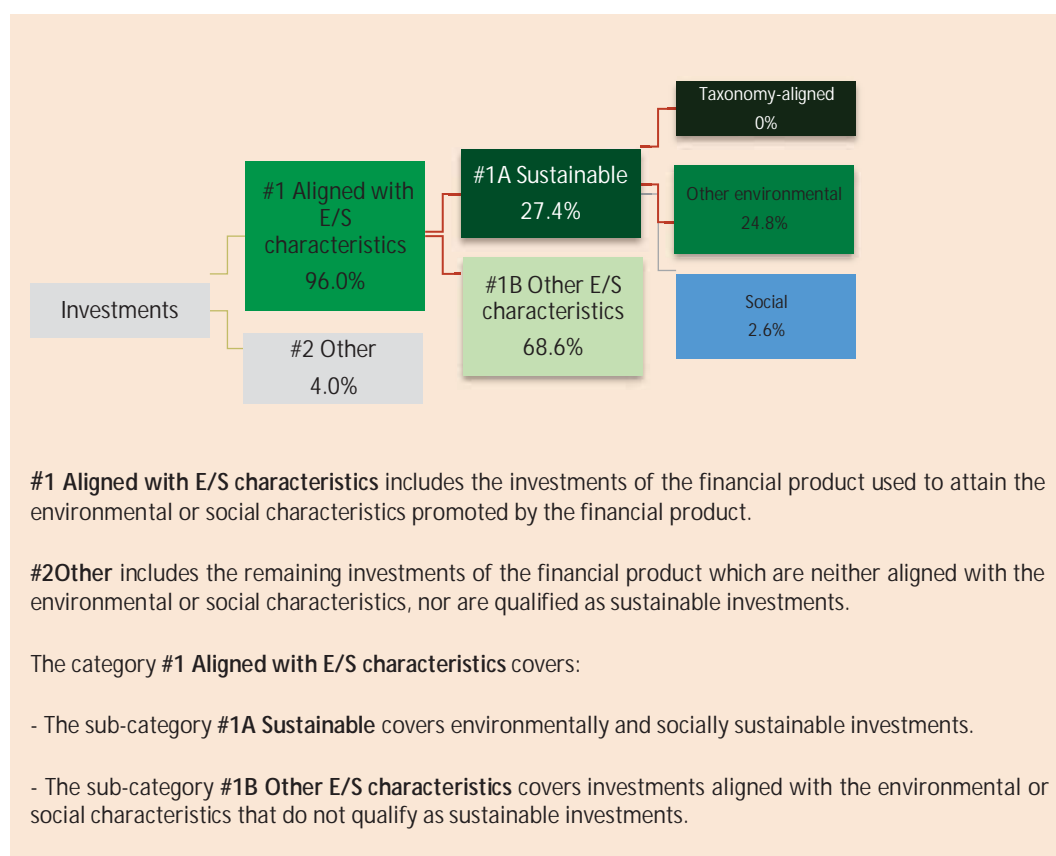 Taxonomy-aligned
0%
#1A Sustainable
27.4%
#1 Aligned with
E/S
characteristics
96.0%
Other environmental
24.8%
#1B Other E/S
characteristics
68.6%
Investments
Social
2.6%
#2 Other
4.0%
#1 Aligned with E/S characteristics includes the investments of the financial product used to attain the
environmental or social characteristics promoted by the financial product.
#2Other includes the remaining investments of the financial product which are neither aligned with the
environmental or social characteristics, nor are qualified as sustainable investments.
The category #1 Aligned with E/S characteristics covers:
- The sub-category #1A Sustainable covers environmentally and socially sustainable investments.
- The sub-category #1B Other E/S characteristics covers investments aligned with the environmental or
social characteristics that do not qualify as sustainable investments.